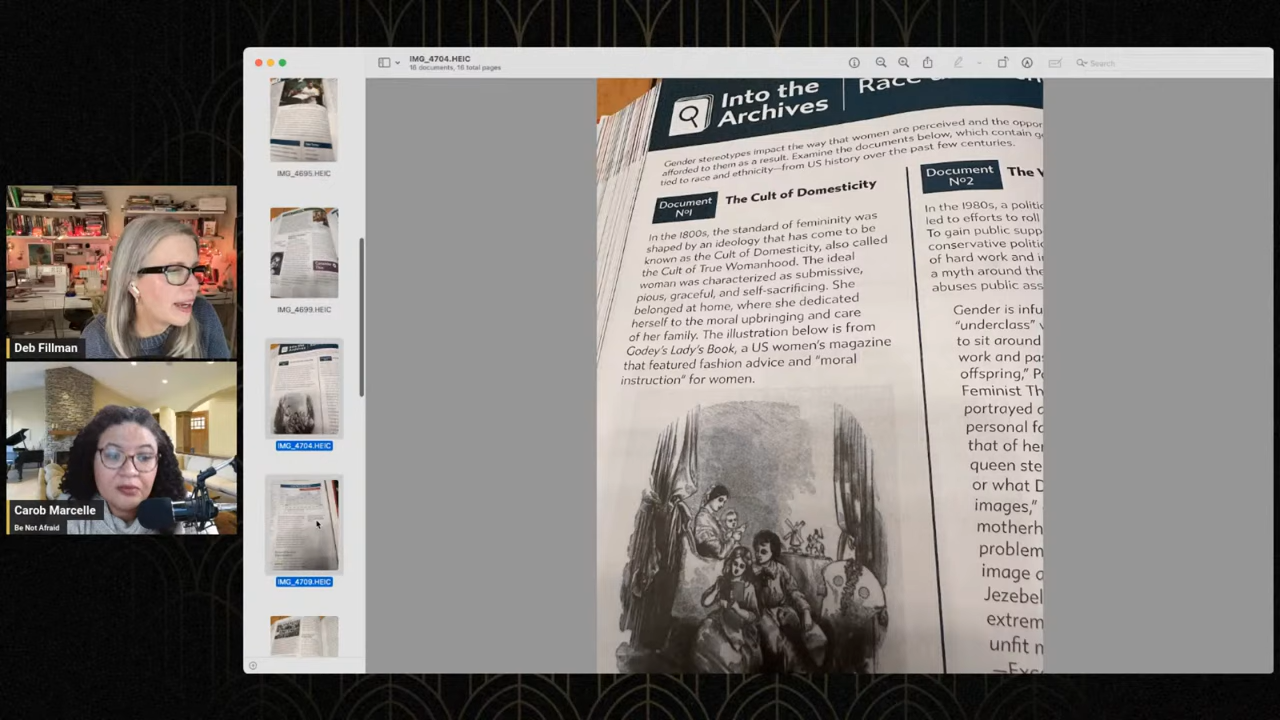 IMG_4704.HEIC
16 documents, 16 total pages
Search
IMG_4695.HEIC
IMG_4699.HEIC
IMG_4704.HEIC
IMG_4709.HEIC
Deb Fillman
Carob Marcelle
Be Not Afraid
Into the
Archives
Race
Gender stereotypes impact the way that women are perceived and the oppor
afforded to them as a result. Examine the documents below, which contain
tied to race and ethnicity—from US history over the past few centuries.
Document
Nº1
The Cult of Domesticity
In the 1800s, the standard of femininity was
shaped by an ideology that has come to be
known as the Cult of Domesticity, also called
the Cult of True Womanhood. The ideal
woman was characterized as submissive,
pious, graceful, and self-sacrificing. She
belonged at home, where she dedicated
herself to the moral upbringing and care
of her family. The illustration below is from
Godey's Lady's Book, a US women's magazine
that featured fashion advice and “moral
instruction” for women.
Document
Nº2
The
In the 1980s, a politic
led to efforts to roll
To gain public supp
conservative politic
of hard work and i
a myth around the
abuses public ass
Gender is infu
“underclass”
to sit around
work and pas
offspring,” P
Feminist Th
portrayed
personal fa
that of her
queen ste
or what D
images,”
motherh
problem
image
Jezebel
extrem
unfit